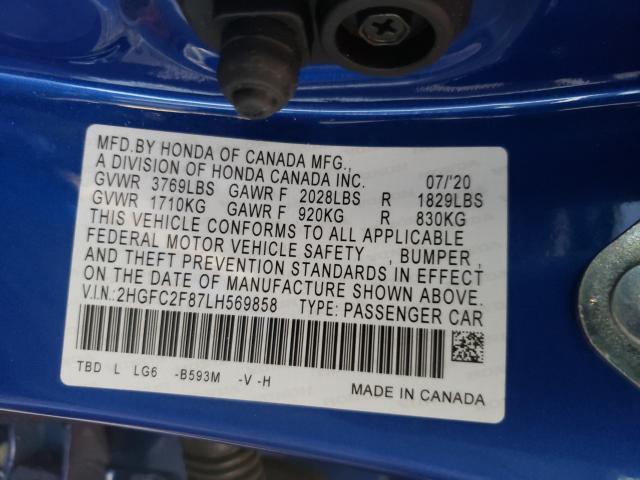 MFD.BY HONDA OF CANADA MFG.,
A DIVISION OF HONDA CANADA INC. 07/'20
GVWR 3769LBS GAWR F 2028LBS R 1829LBS
GVWR 1710KG GAWR F 920KG R 830KG
THIS VEHICLE CONFORMS TO ALL APPLICABLE
FEDERAL MOTOR VEHICLE SAFETY , BUMPER ,
AND THEFT PREVENTION STANDARDS IN EFFECT
ON THE DATE OF MANUFACTURE SHOWN ABOVE.
V.I.N.:2HGFC2F87LH569858 TYPE: PASSENGER CAR
TBD L LG6 -B593M -V -H
MADE IN CANADA